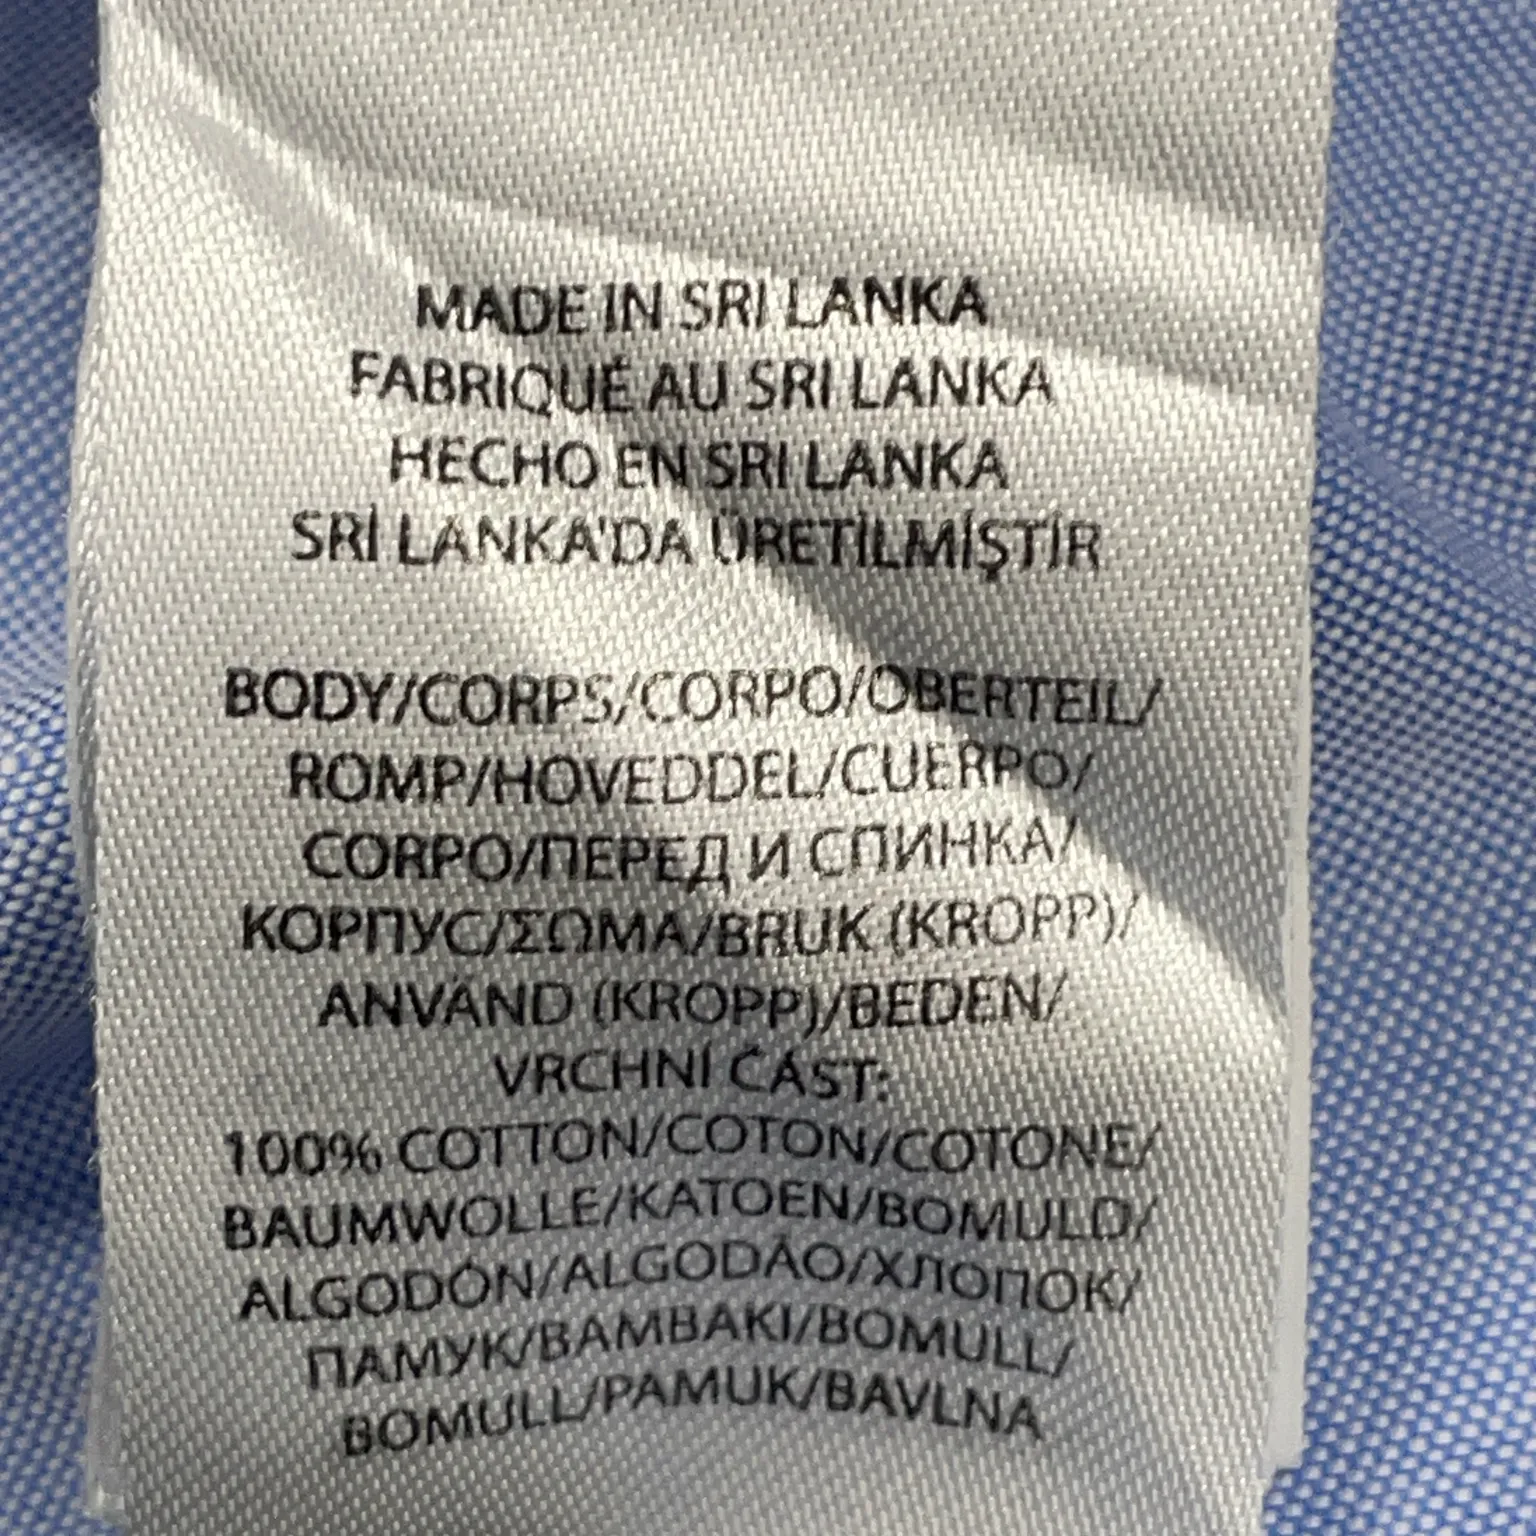 MADE IN SRI LANKA
FABRIQUÉ AU SRI LANKA
HECHO EN SRI LANKA
SRİ LANKA'DA ÜRETİLMİŞTİR
BODY/CORPS/CORPO/OBERTEIL/
ROMP/HOVEDDEL/CUERPO/
CORPO/ПЕРЕД И СПИНКА/
КОРПУС/ΣΩΜΑ/BRUK (KROPP)/
ANVÄND (KROPP)/BEDEN/
VRCHNÍ ČÁST:
100% COTTON/COTON/COTONE/
BAUMWOLLE/KATOEN/BOMULD/
ALGODÓN/ALGODÃO/ХЛОПОК/
ПАМУК/ΒΑΜΒΑΚΙ/BOMULL/
BOMULL/PAMUK/BAVLNA